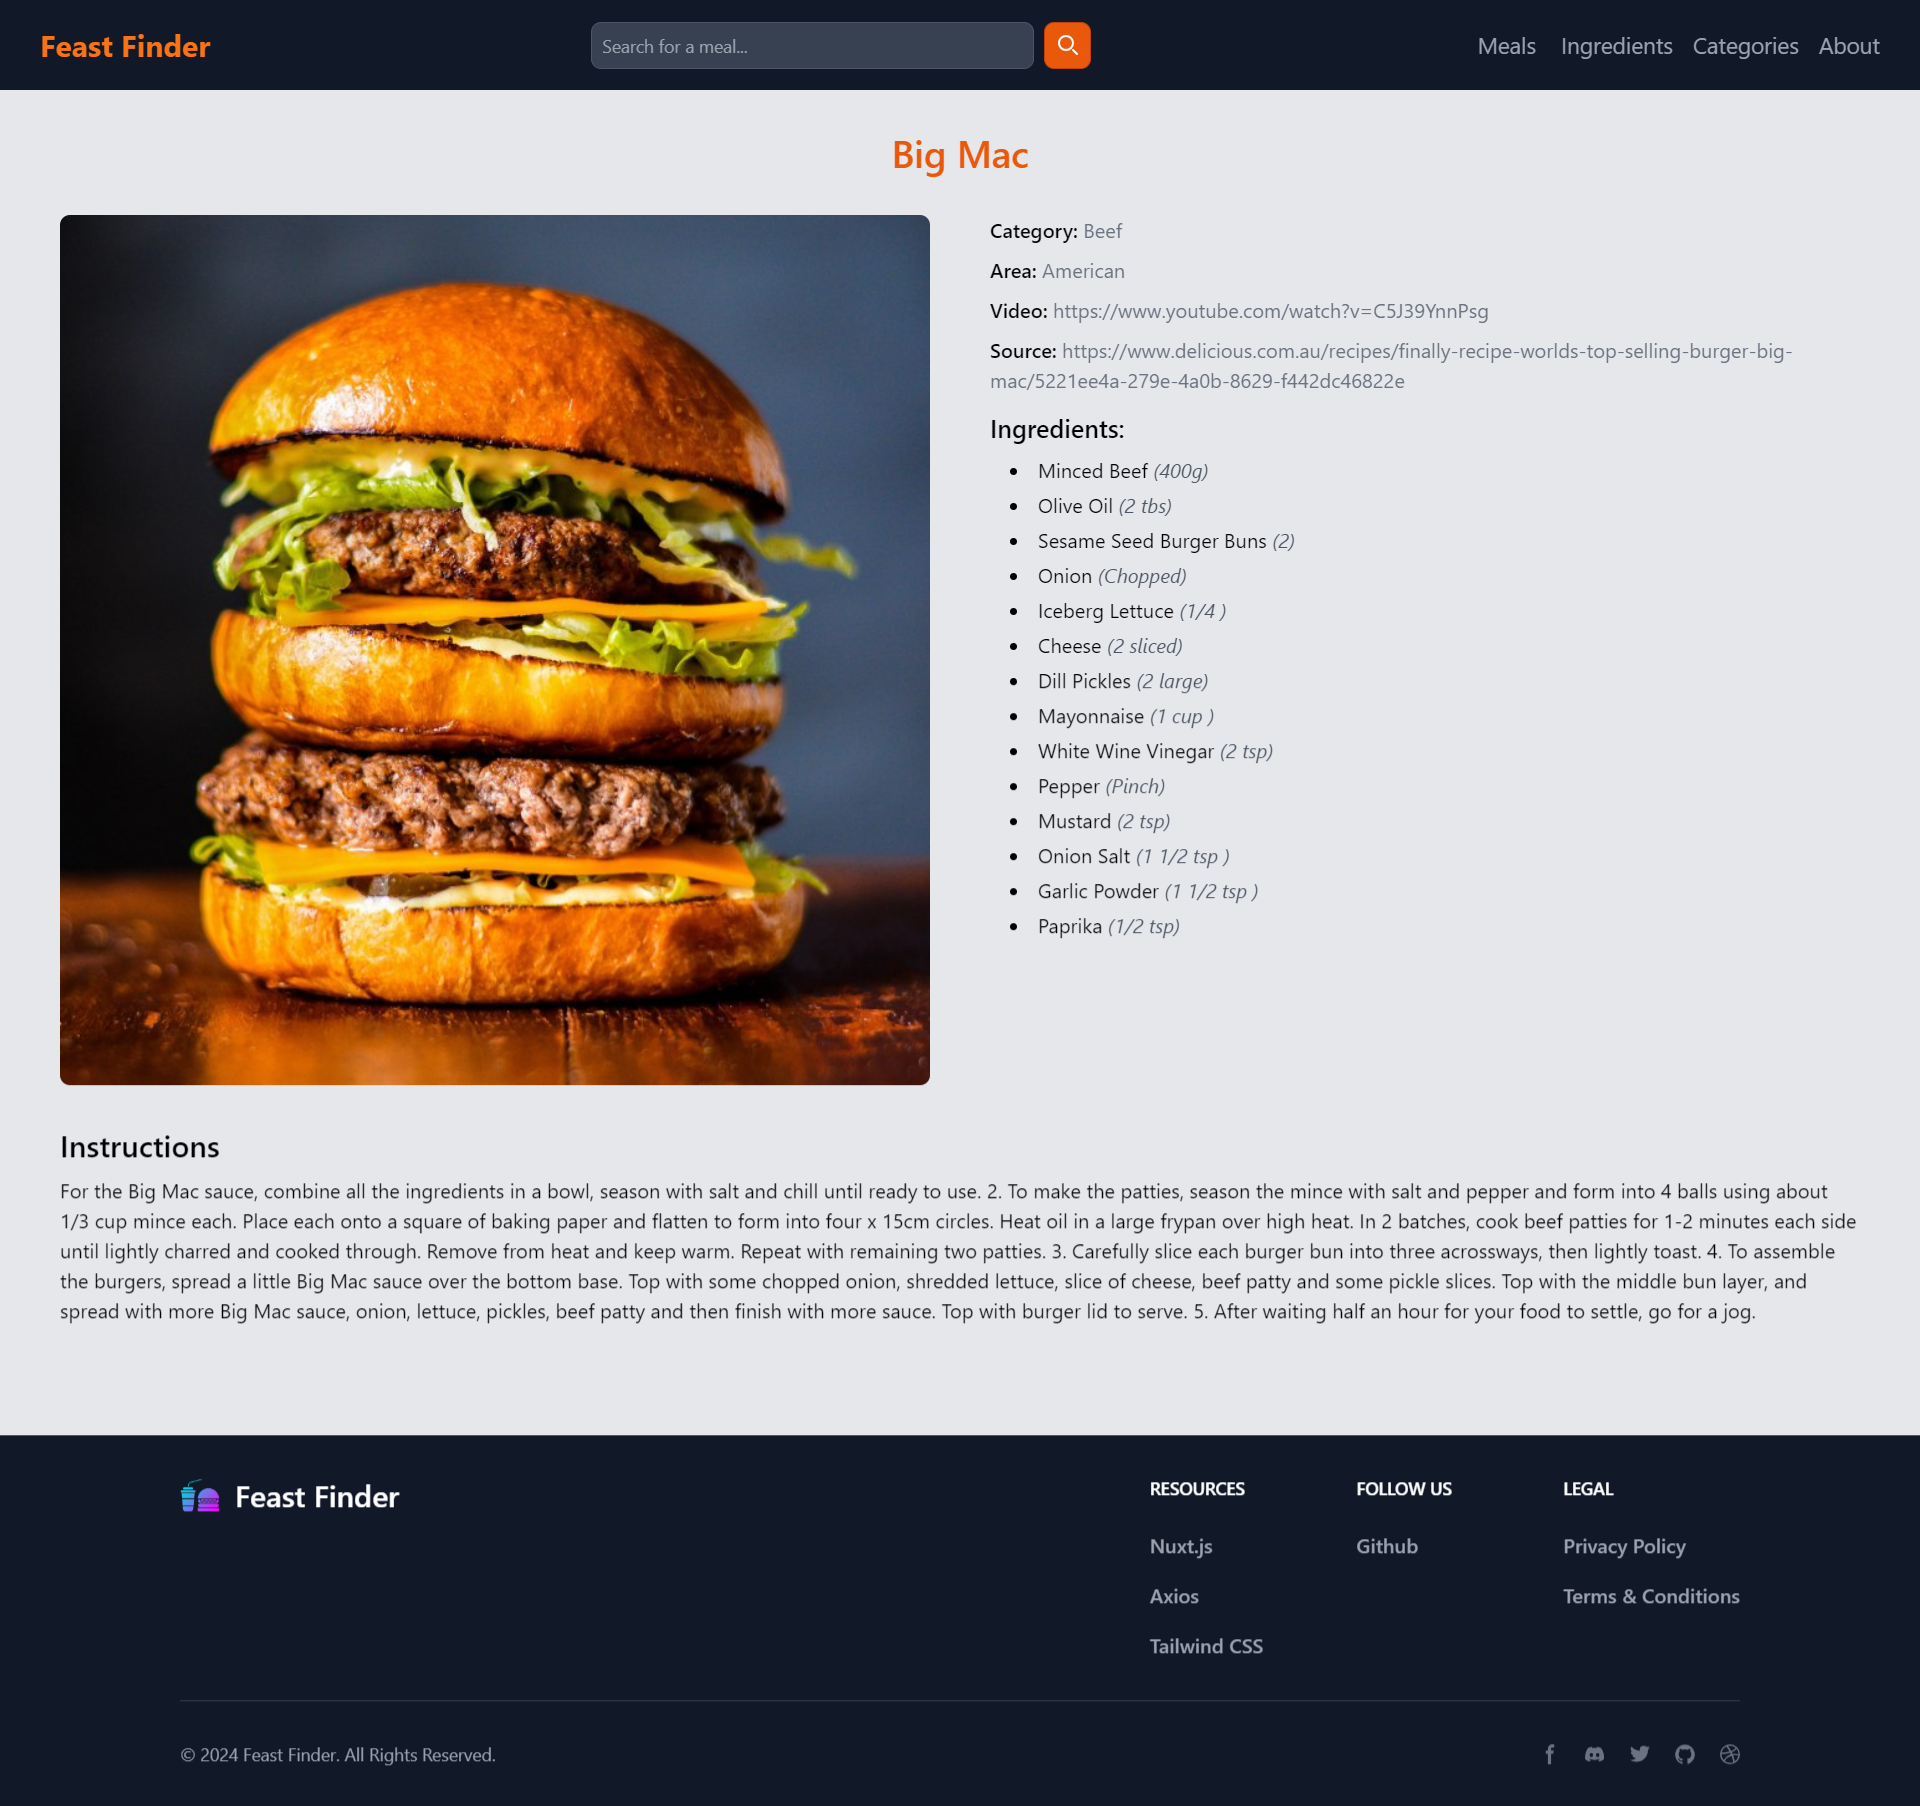 Feast Finder
Search for a meal...
Meals Ingredients Categories About
Big Mac
Category: Beef
Area: American
Video: https://www.youtube.com/watch?v=C5J39YnnPsg
Source: https://www.delicious.com.au/recipes/finally-recipe-worlds-top-selling-burger-big-
mac/5221ee4a-279e-4a0b-8629-f442dc46822e
Ingredients:
Minced Beef (400g)
Olive Oil (2 tbs)
Sesame Seed Burger Buns (2)
Onion (Chopped)
Iceberg Lettuce (1/4 )
Cheese (2 sliced)
Dill Pickles (2 large)
Mayonnaise (1 cup )
White Wine Vinegar (2 tsp)
Pepper (Pinch)
Mustard (2 tsp)
Onion Salt (1 1/2 tsp )
Garlic Powder (1 1/2 tsp )
Paprika (1/2 tsp)
Instructions
For the Big Mac sauce, combine all the ingredients in a bowl, season with salt and chill until ready to use. 2. To make the patties, season the mince with salt and pepper and form into 4 balls using about
1/3 cup mince each. Place each onto a square of baking paper and flatten to form into four x 15cm circles. Heat oil in a large frypan over high heat. In 2 batches, cook beef patties for 1-2 minutes each side
until lightly charred and cooked through. Remove from heat and keep warm. Repeat with remaining two patties. 3. Carefully slice each burger bun into three acrossways, then lightly toast. 4. To assemble
the burgers, spread a little Big Mac sauce over the bottom base. Top with some chopped onion, shredded lettuce, slice of cheese, beef patty and some pickle slices. Top with the middle bun layer, and
spread with more Big Mac sauce, onion, lettuce, pickles, beef patty and then finish with more sauce. Top with burger lid to serve. 5. After waiting half an hour for your food to settle, go for a jog.
Feast Finder
RESOURCES
Nuxt.js
Axios
Tailwind CSS
FOLLOW US
Github
LEGAL
Privacy Policy
Terms & Conditions
© 2024 Feast Finder. All Rights Reserved.